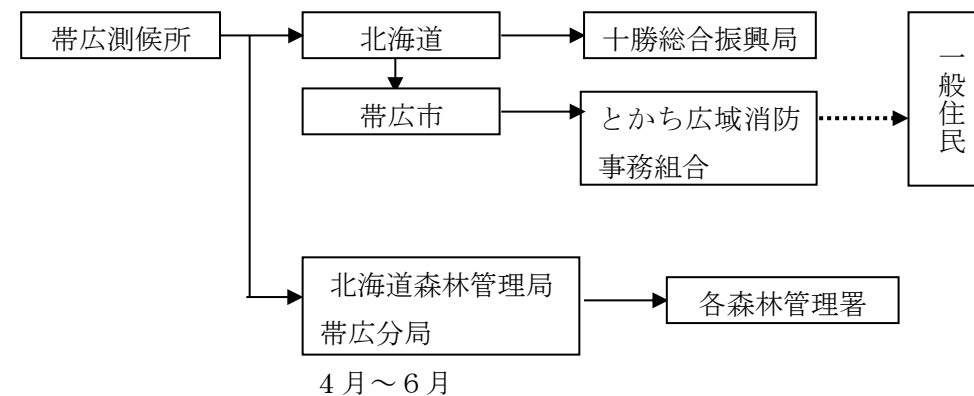 帯広測候所
北海道
十勝総合振興局
一般住民
帯広市
とかち広域消防
事務組合
北海道森林管理局
帯広分局
各森林管理署
４月～６月